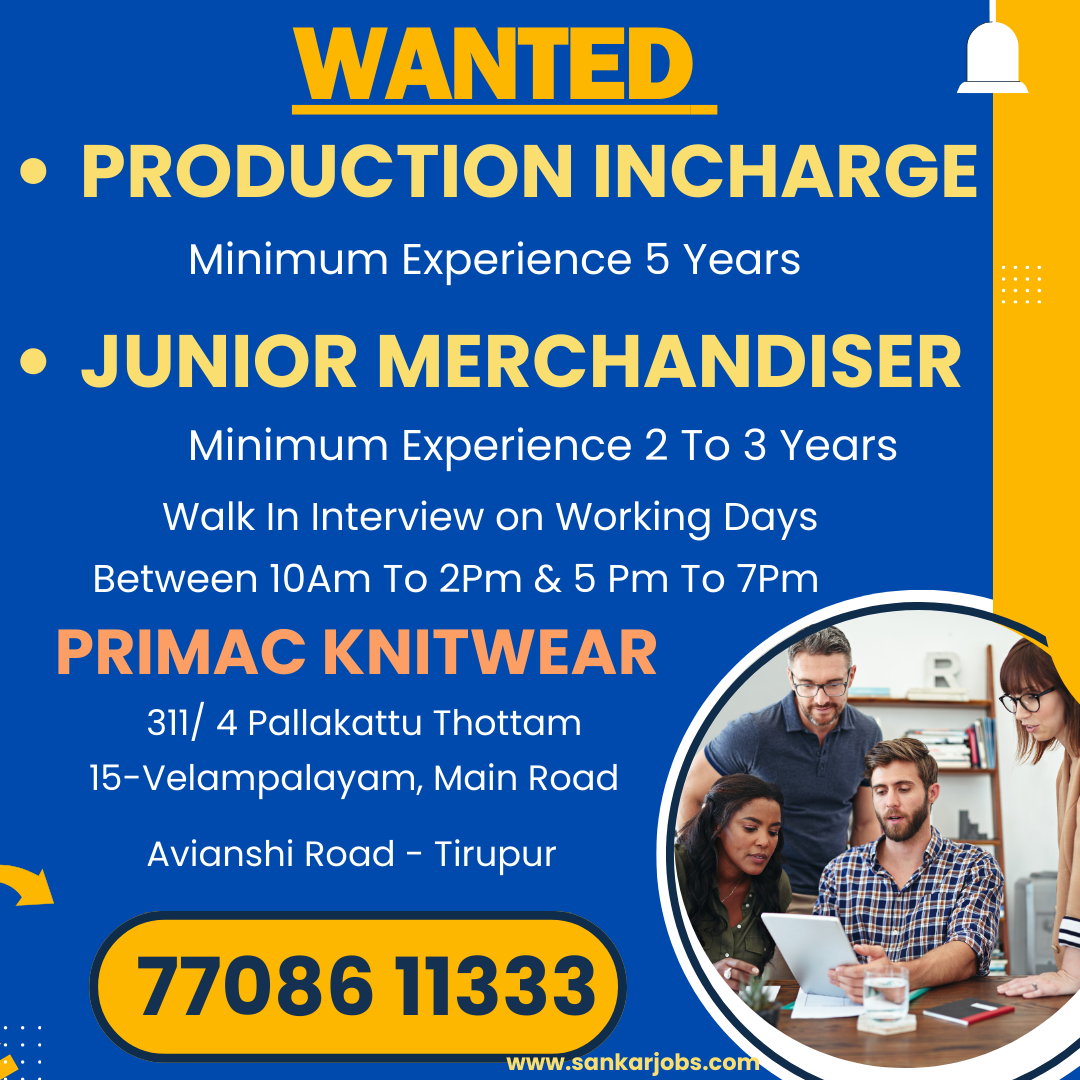 WANTED
• PRODUCTION INCHARGE
Minimum Experience 5 Years
• JUNIOR MERCHANDISER
Minimum Experience 2 To 3 Years
Walk In Interview on Working Days
Between 10Am To 2Pm & 5 Pm To 7Pm
PRIMAC KNITWEAR
311/ 4 Pallakattu Thottam
15-Velampalayam, Main Road
Avianshi Road - Tirupur
77086 11333
www.sankarjobs.com
R